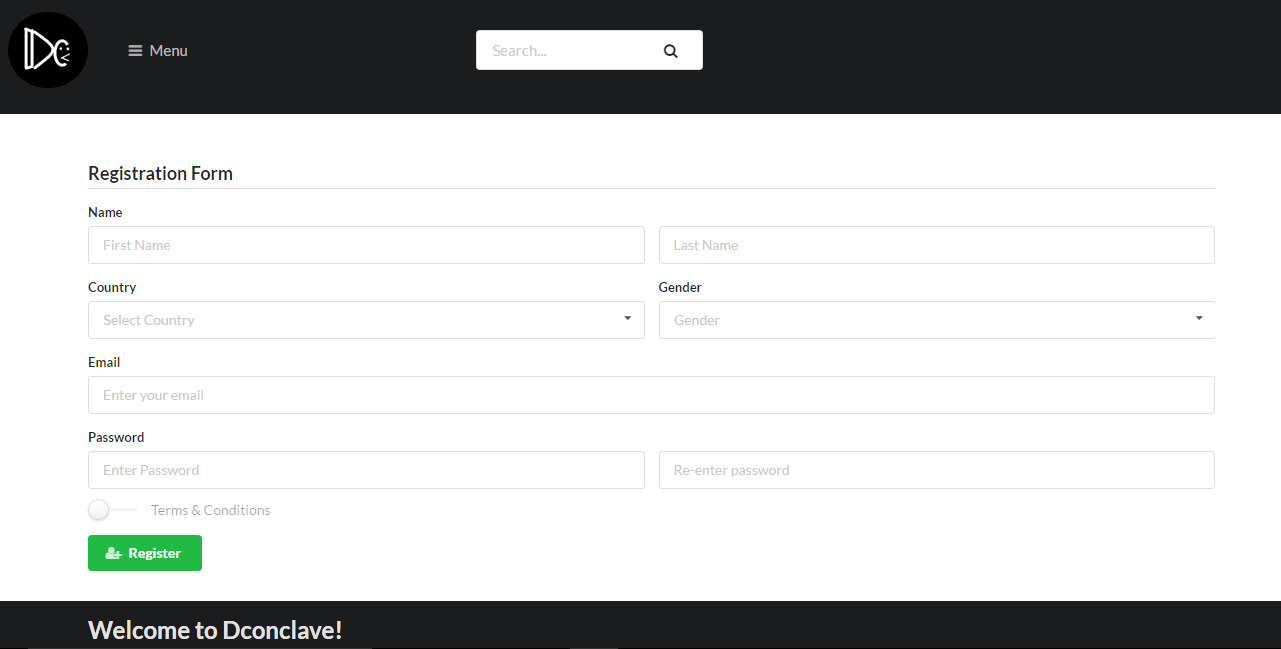 DC
Menu
Search...
Registration Form
Name
First Name
Last Name
Country
Gender
Select Country
Gender
Email
Enter your email
Password
Enter Password
Re-enter password
Terms & Conditions
Register
Welcome to Dconclave!